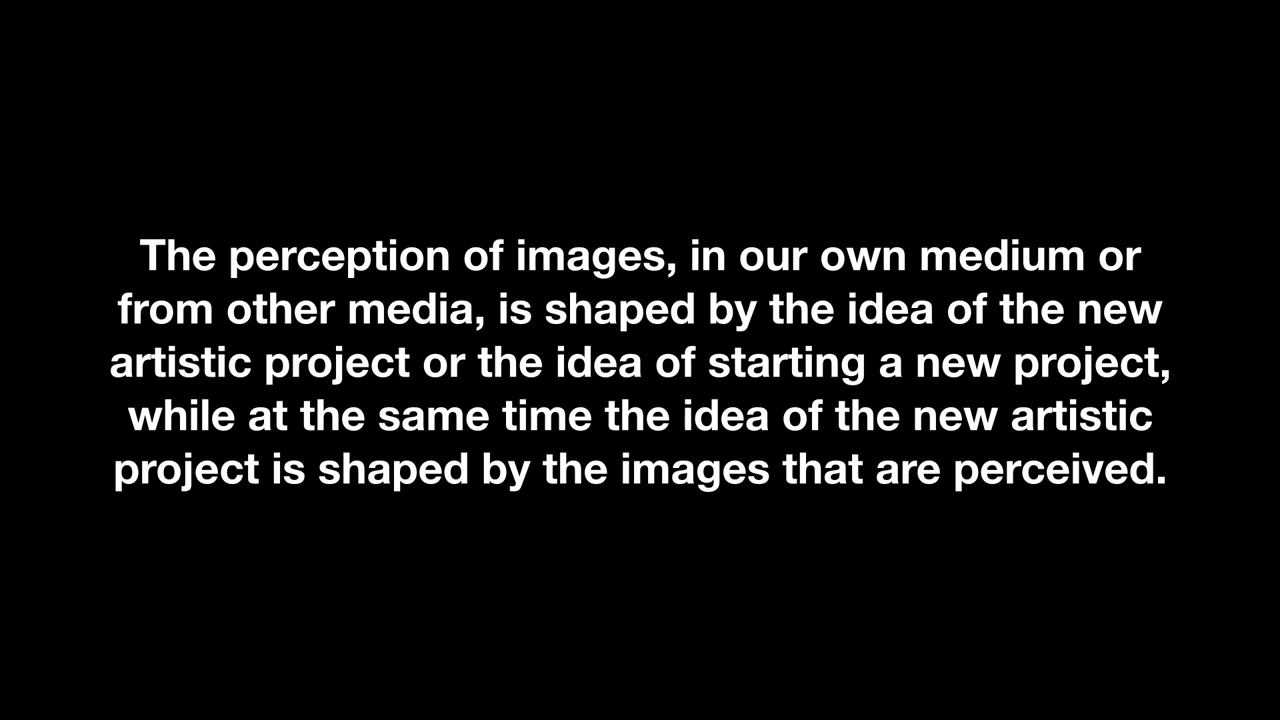 The perception of images, in our own medium or
from other media, is shaped by the idea of the new
artistic project or the idea of starting a new project,
while at the same time the idea of the new artistic
project is shaped by the images that are perceived.